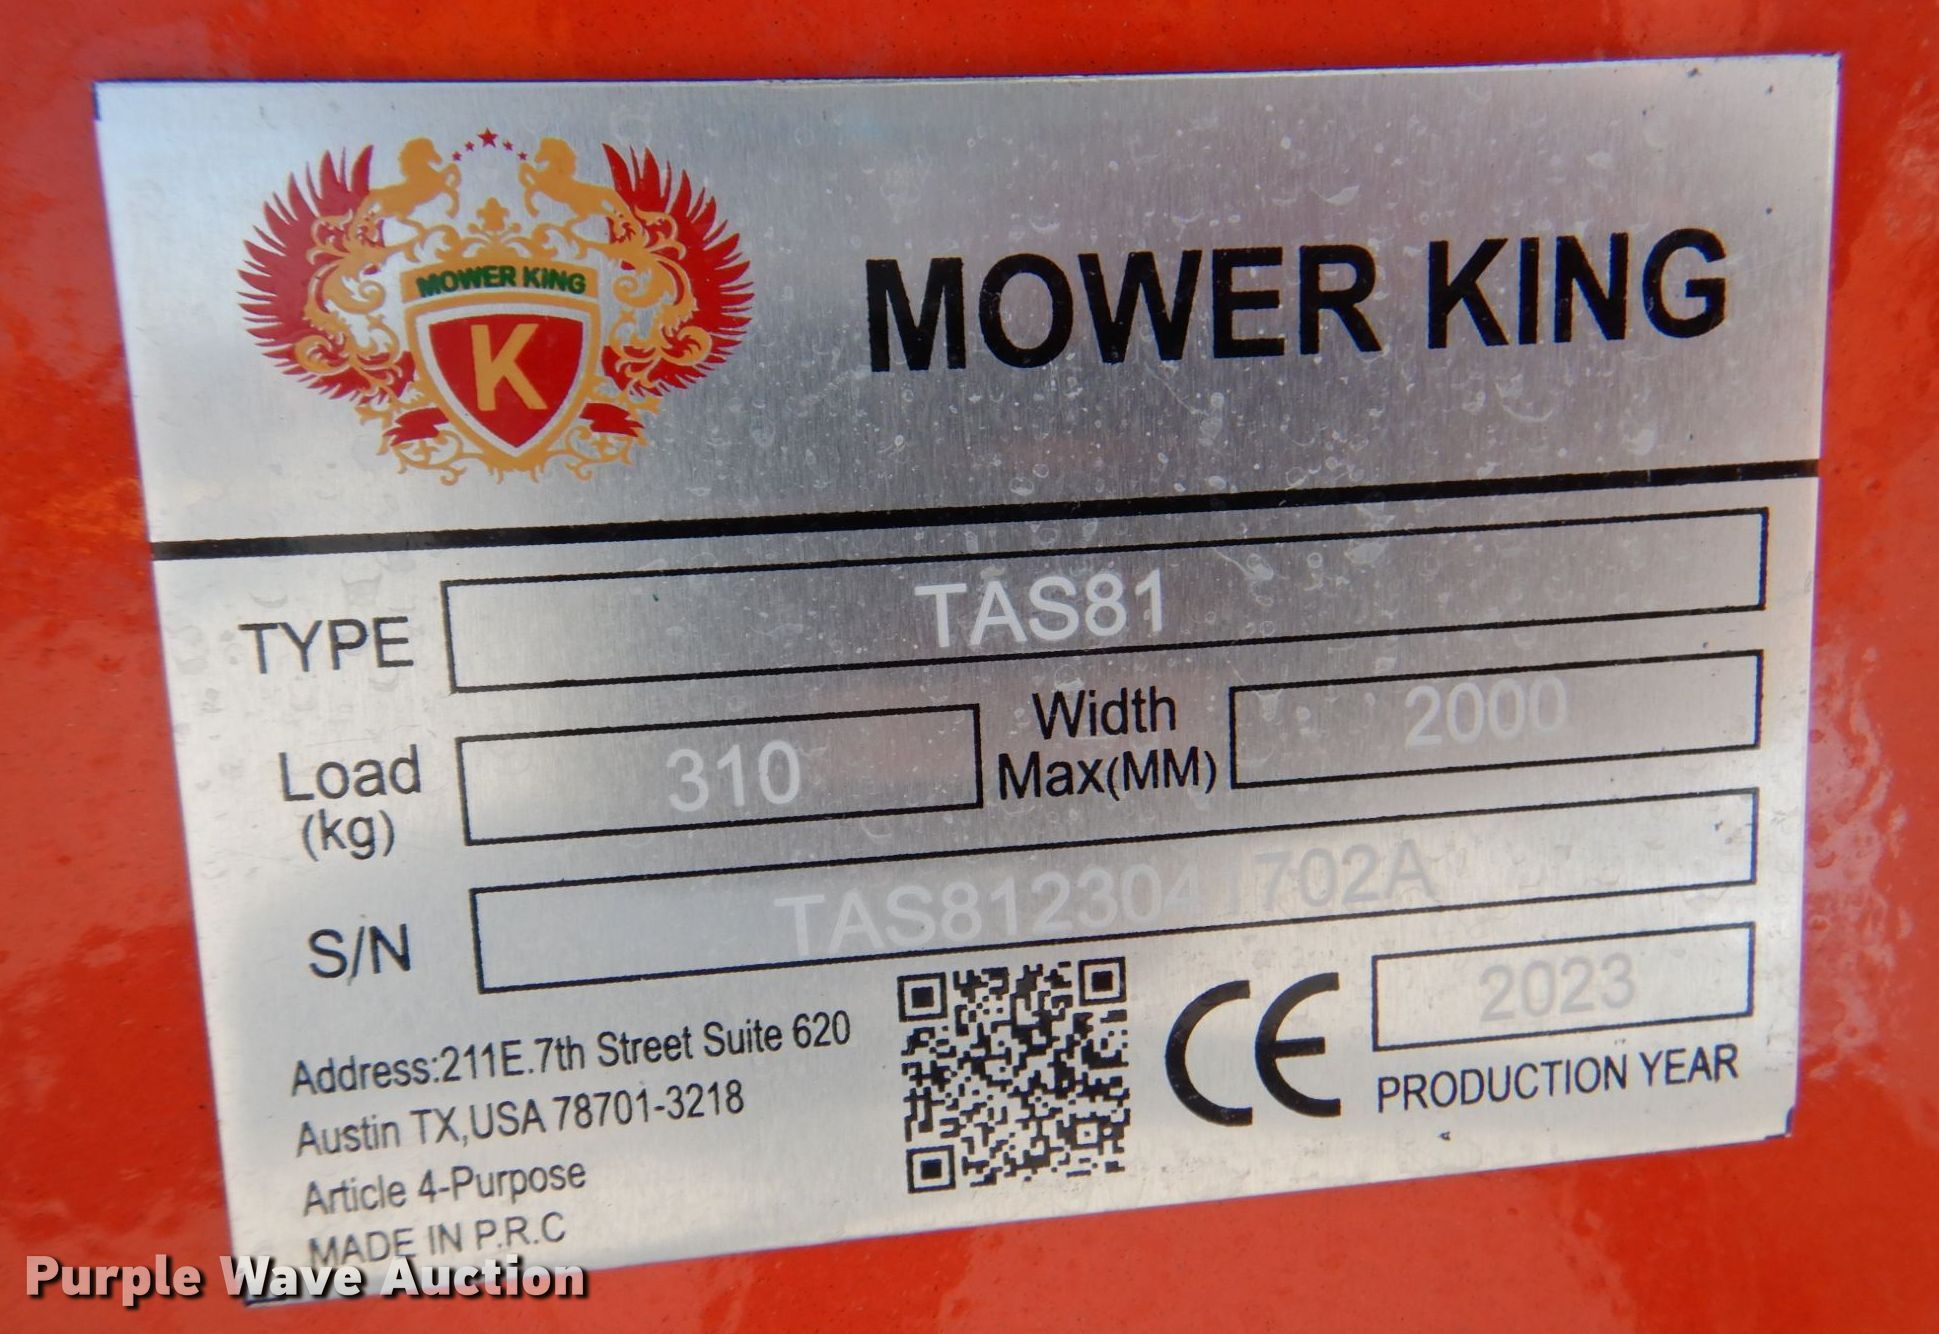 MOWER KING
K
MOWER KING
TYPE TAS81
Load (kg) 310 Width Max(MM) 2000
S/N TAS8123041702A
Address:211E.7th Street Suite 620
Austin TX,USA 78701-3218
Article 4-Purpose
MADE IN P.R.C
CE
2023
PRODUCTION YEAR
Purple Wave Auction